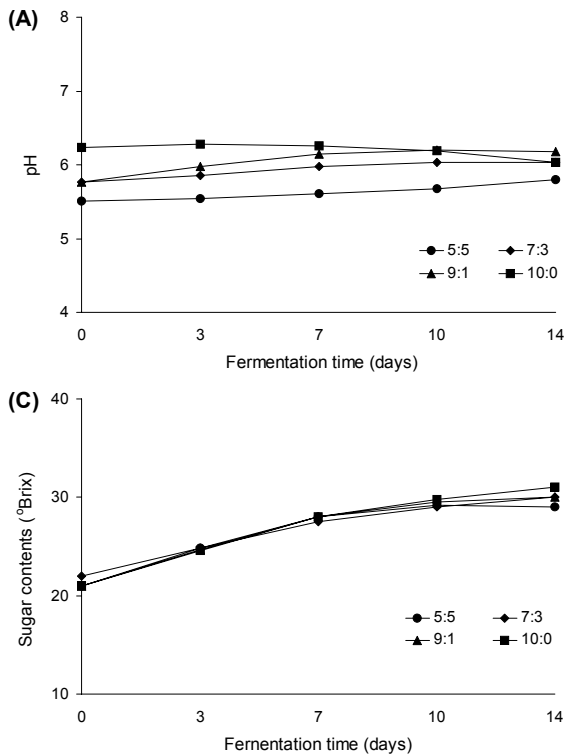 (A)
8
7
6
5
4
pH
5:5 7:3
9:1 10:0
0 3 7 10 14
Fermentation time (days)
(C)
40
30
20
10
Sugar contents (°Brix)
5:5 7:3
9:1 10:0
0 3 7 10 14
Fermentation time (days)